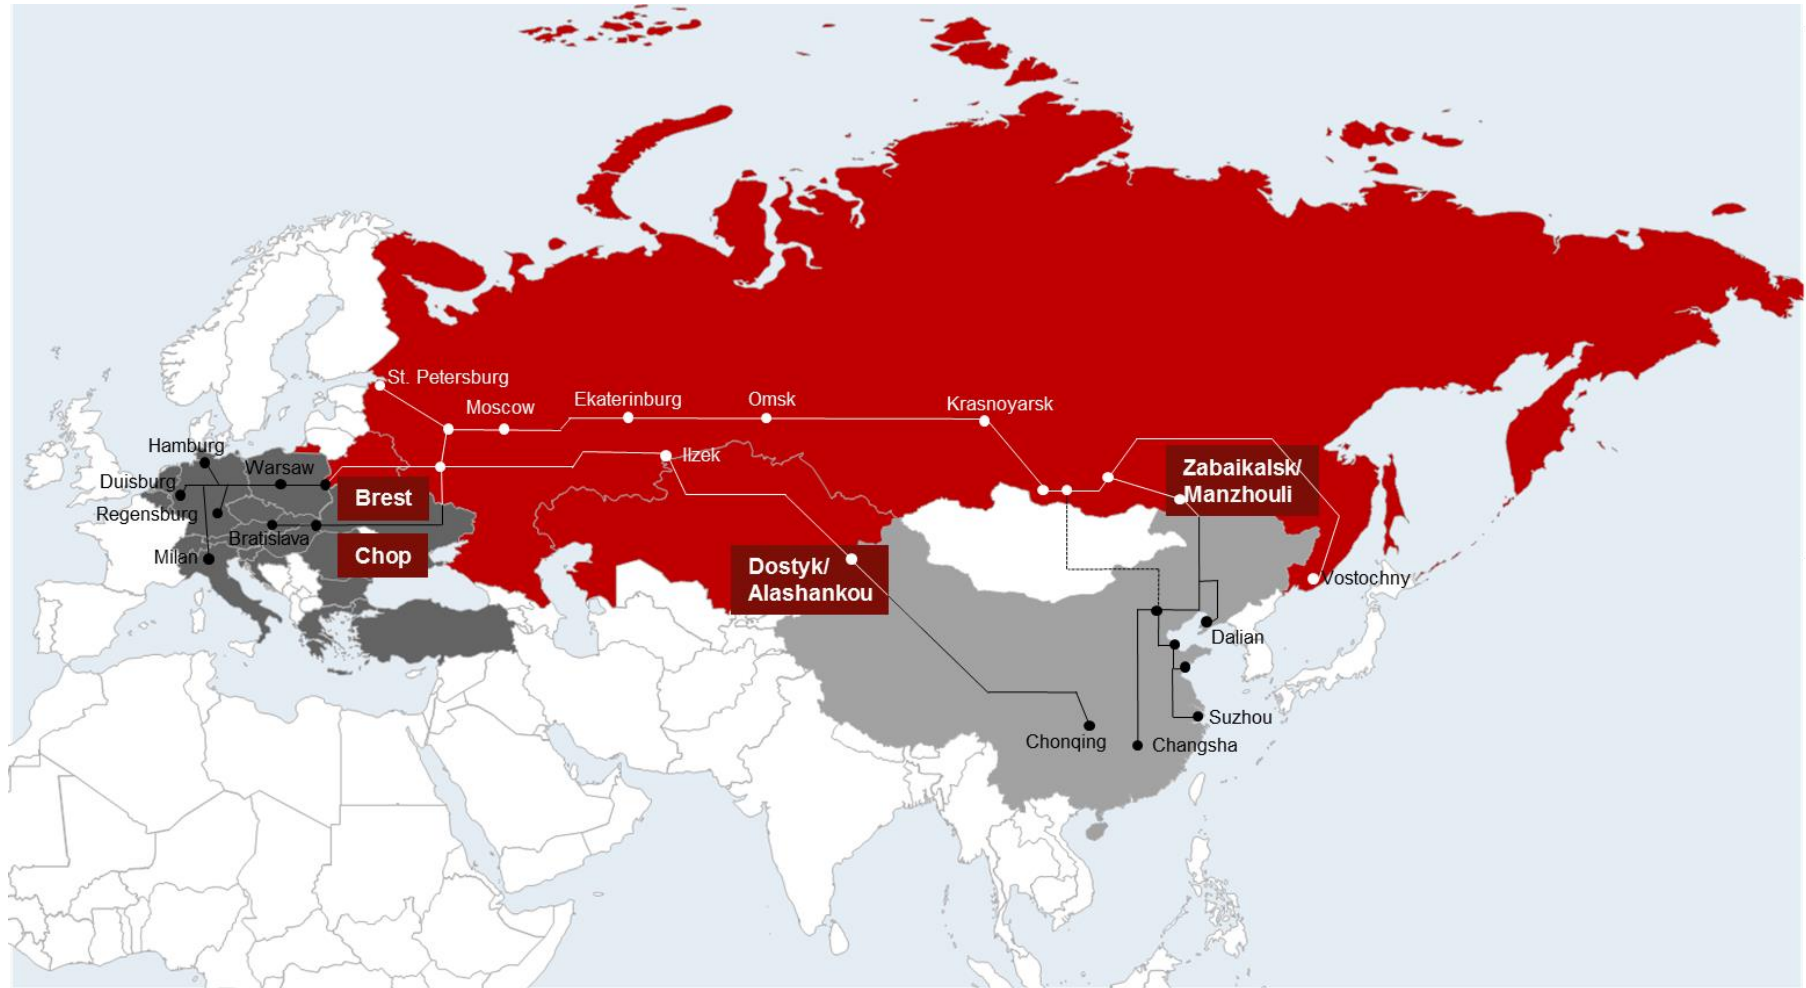 St. Petersburg
Moscow
Ekaterinburg
Omsk
Krasnoyarsk
Hamburg
Warsaw
Ilzek
Zabaikalsk/
Manzhouli
Duisburg
Brest
Regensburg
Bratislava
Milan
Chop
Dostyk/
Alashankou
Vostochny
Dalian
Suzhou
Chonqing
Changsha